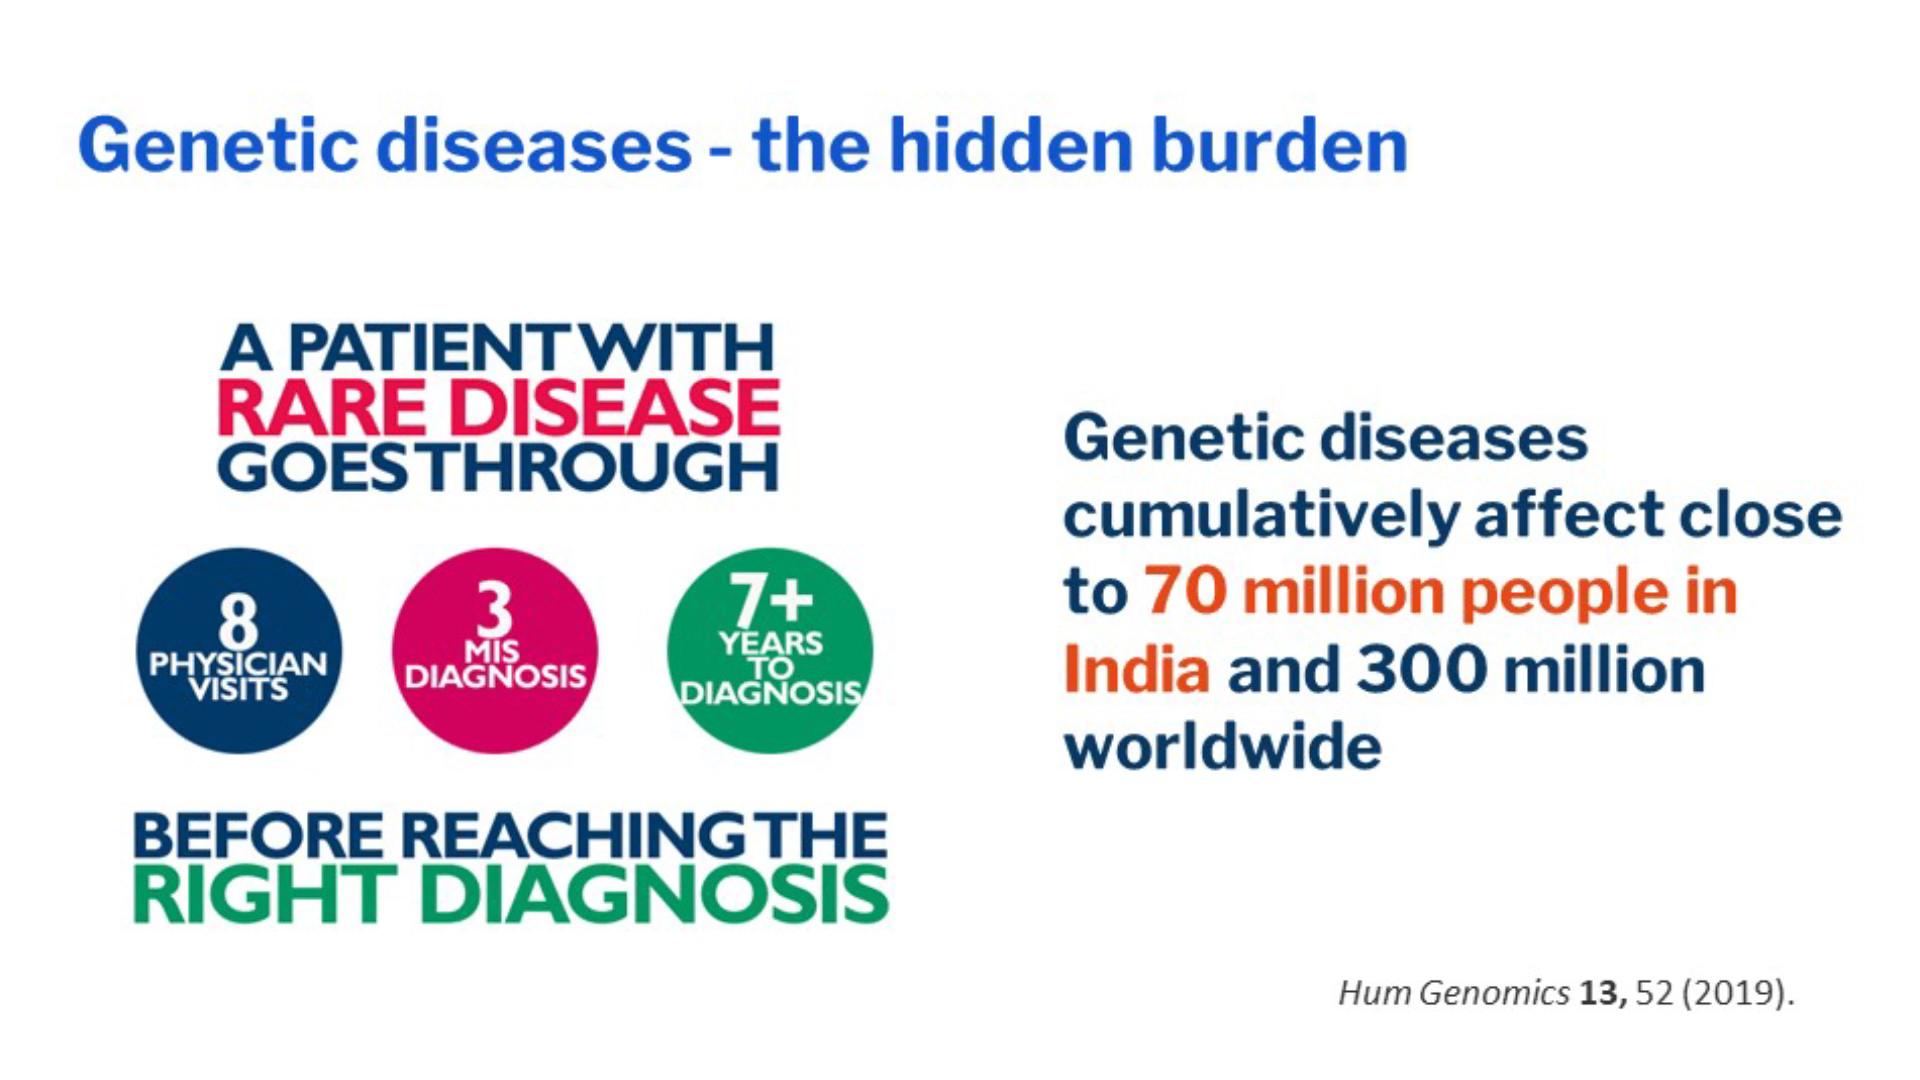 Genetic diseases - the hidden burden
A PATIENT WITH
RARE DISEASE
GOES THROUGH
8
PHYSICIAN
VISITS
3
MIS
DIAGNOSIS
7+
YEARS
TO
DIAGNOSIS
BEFORE REACHING THE
RIGHT DIAGNOSIS
Genetic diseases
cumulatively affect close
to 70 million people in
India and 300 million
worldwide
Hum Genomics 13, 52 (2019).